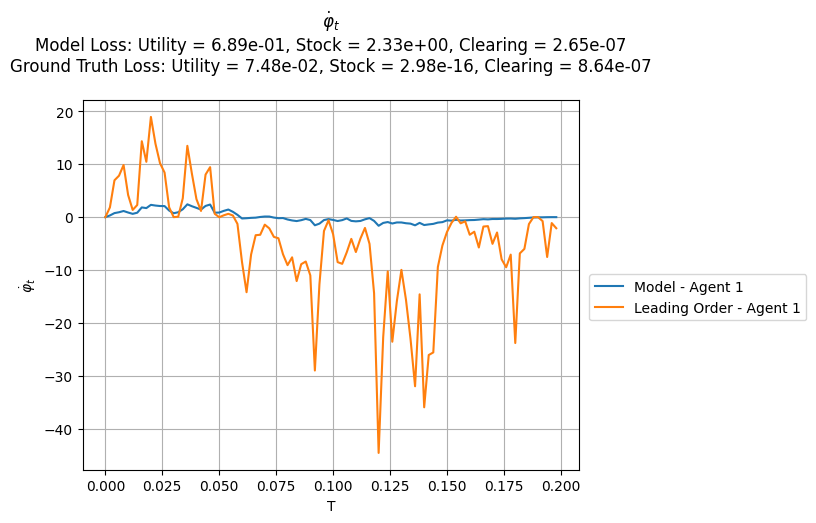 φ̇ₜ
Model Loss: Utility = 6.89e-01, Stock = 2.33e+00, Clearing = 2.65e-07
Ground Truth Loss: Utility = 7.48e-02, Stock = 2.98e-16, Clearing = 8.64e-07
20
10
0
−10
−20
−30
−40
φ̇ₜ
0.000 0.025 0.050 0.075 0.100 0.125 0.150 0.175 0.200
T
Model - Agent 1
Leading Order - Agent 1